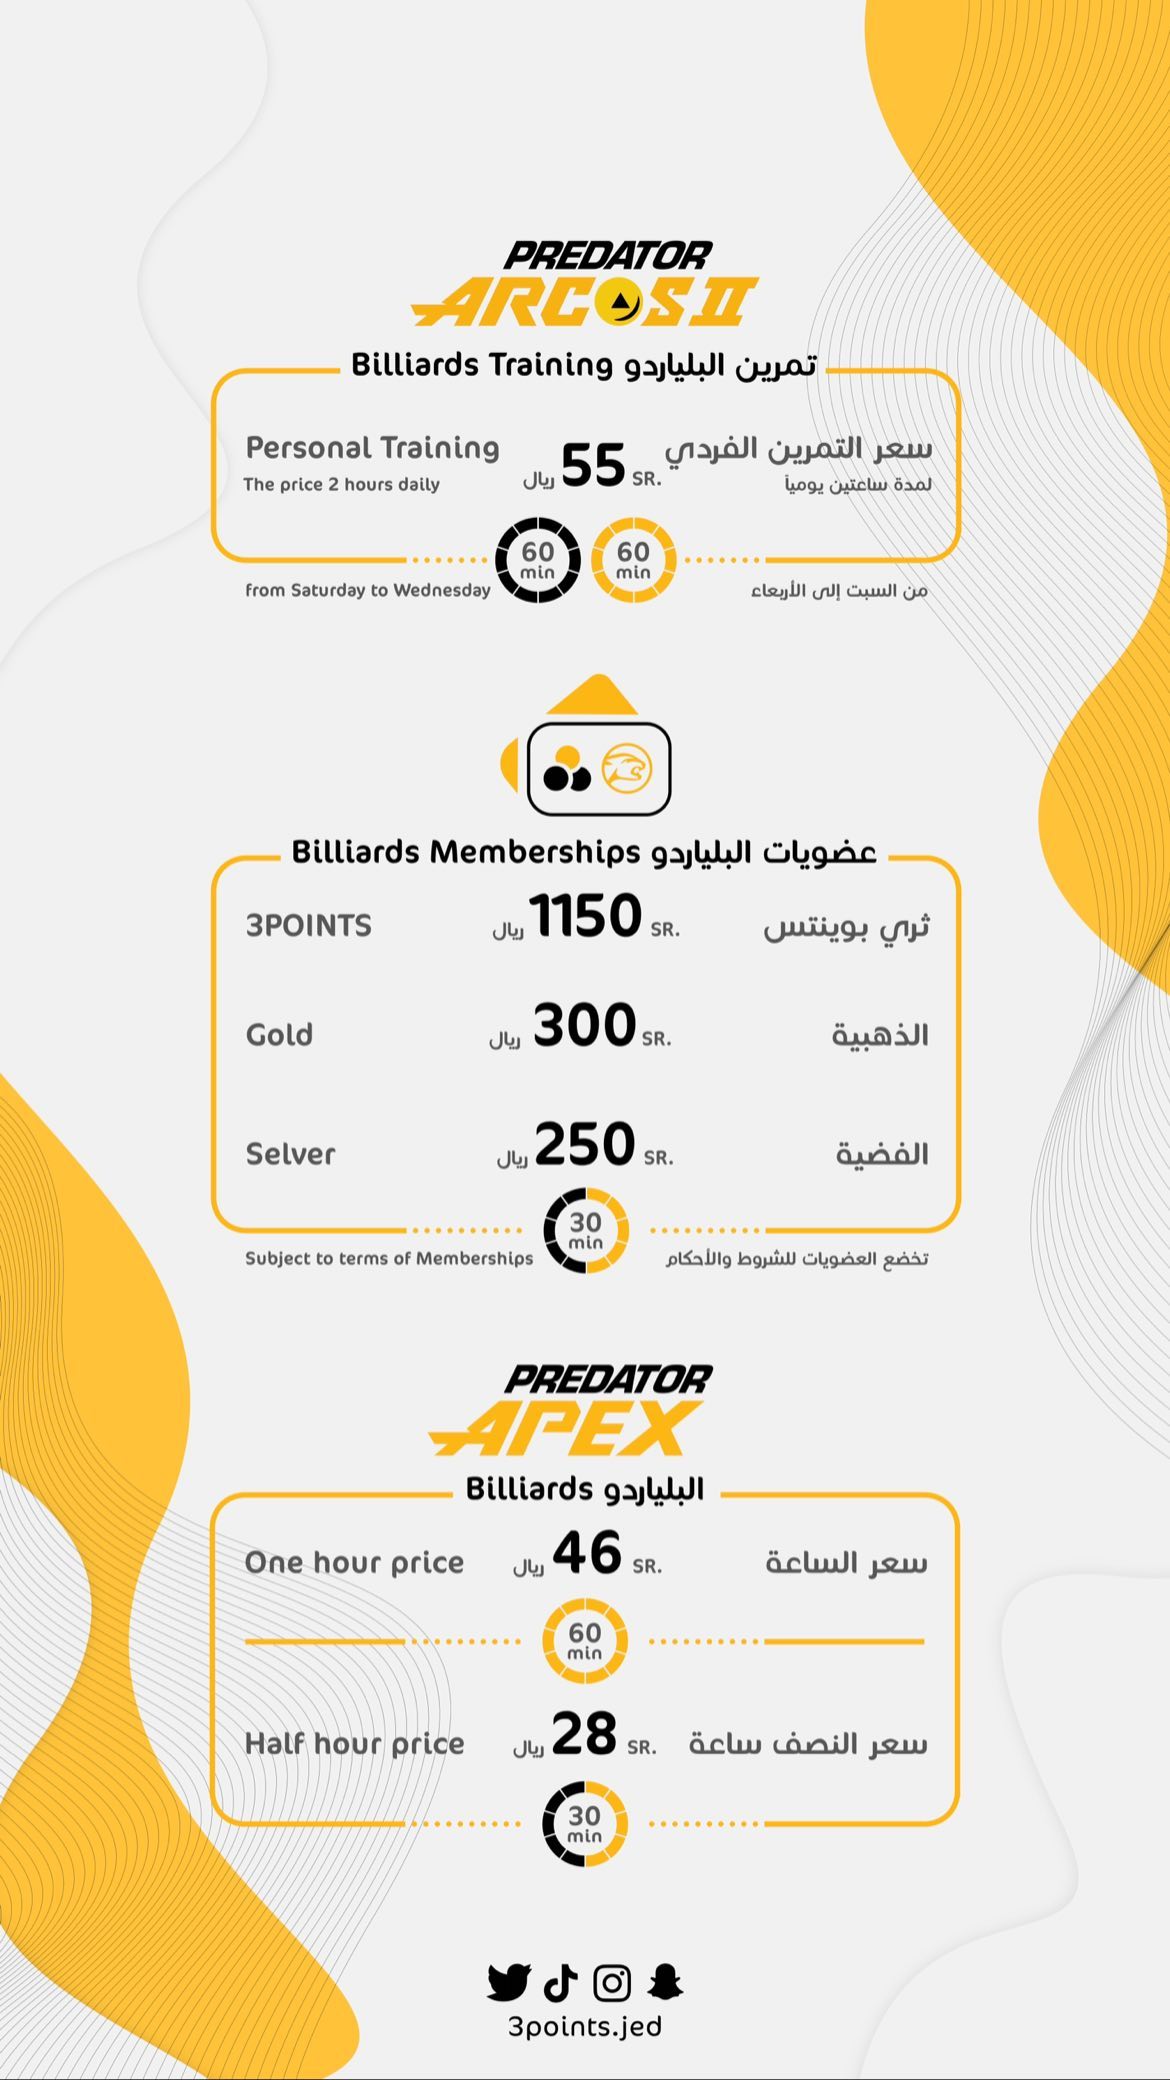 PREDATOR
ARCOS II
Billiards Training تمرين البلياردو
Personal Training ريال 55 SR. سعر التمرين الفردي
The price 2 hours daily لمدة ساعتين يومياً
60 min 60 min
from Saturday to Wednesday من السبت إلى الأربعاء
Billiards Memberships عضويات البلياردو
3POINTS ريال 1150 SR. ثري بوينتس
Gold ريال 300 SR. الذهبية
Selver ريال 250 SR. الفضية
30 min
Subject to terms of Memberships تخضع العضويات للشروط والأحكام
PREDATOR
APEX
Billiards البلياردو
One hour price ريال 46 SR. سعر الساعة
60 min
Half hour price ريال 28 SR. سعر النصف ساعة
30 min
3points.jed